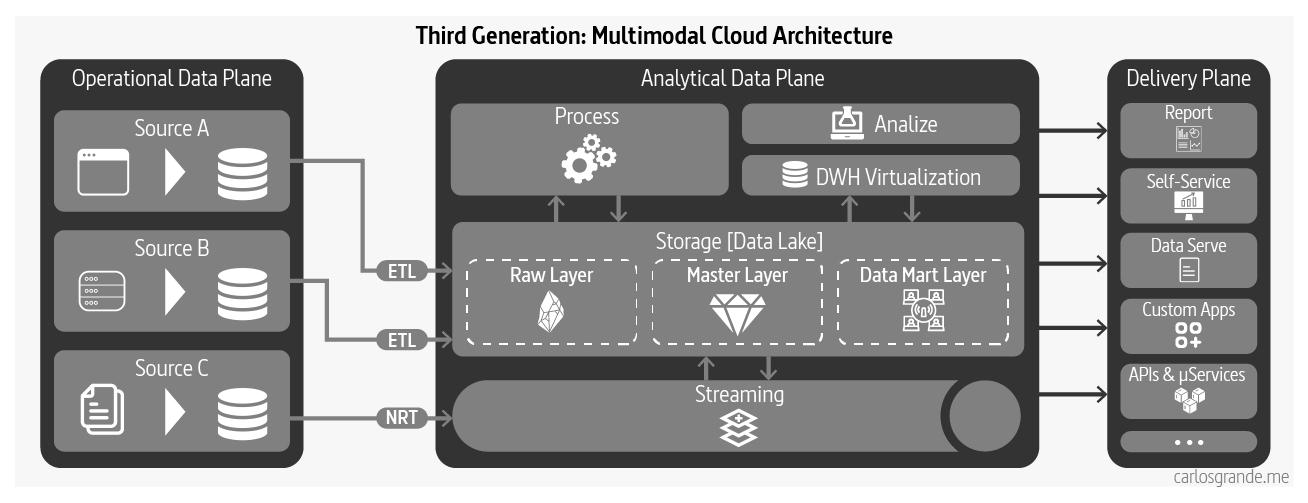 Third Generation: Multimodal Cloud Architecture
Operational Data Plane
Source A
Source B
Source C
ETL
ETL
NRT
Analytical Data Plane
Process
Analize
DWH Virtualization
Storage [Data Lake]
Raw Layer
Master Layer
Data Mart Layer
Streaming
Delivery Plane
Report
Self-Service
Data Serve
Custom Apps
APIs & µServices
carlosgrande.me